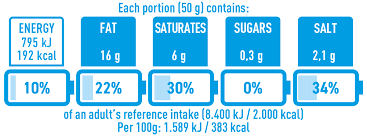 Each portion (50 g) contains:
ENERGY FAT SATURATES SUGARS SALT
795 kJ
192 kcal 16 g 6 g 0,3 g 2,1 g
10% 22% 30% 0% 34%
of an adult's reference intake (8.400 kJ / 2.000 kcal)
Per 100g: 1.589 kJ / 383 kcal